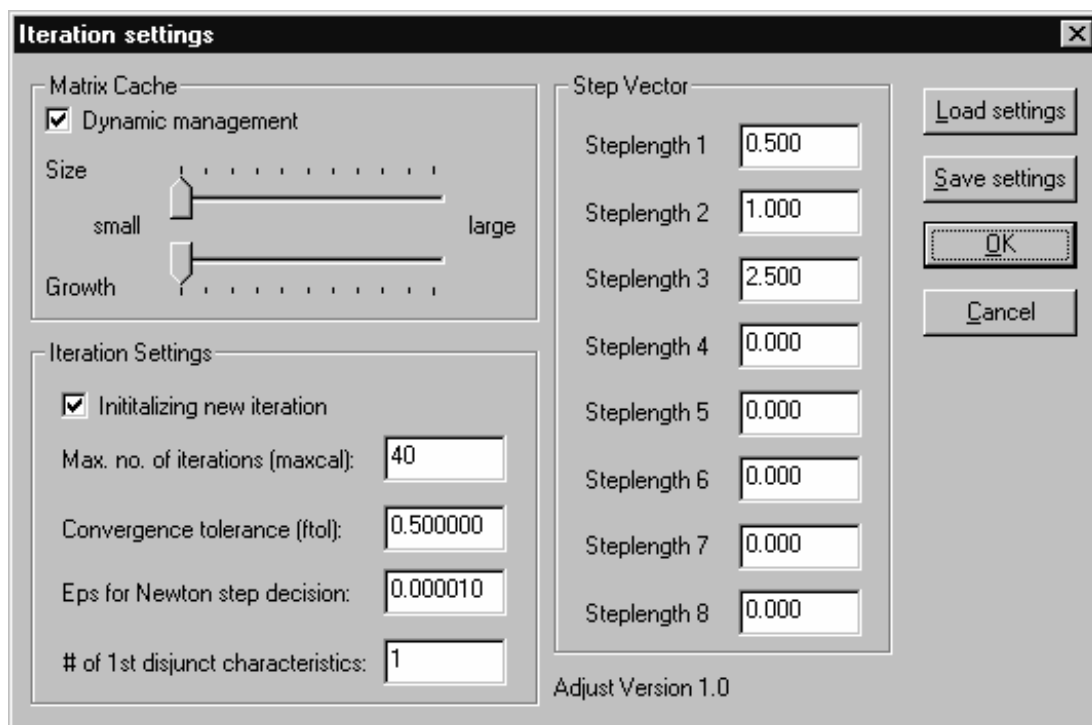 Iteration settings
Matrix Cache
Dynamic management
Size
small
large
Growth
Iteration Settings
Inititalizing new iteration
Max. no. of iterations (maxcal):
40
Convergence tolerance (ftol):
0.500000
Eps for Newton step decision:
0.000010
# of 1st disjunct characteristics:
1
Step Vector
Steplength 1
0.500
Steplength 2
1.000
Steplength 3
2.500
Steplength 4
0.000
Steplength 5
0.000
Steplength 6
0.000
Steplength 7
0.000
Steplength 8
0.000
Adjust Version 1.0
Load settings
Save settings
OK
Cancel